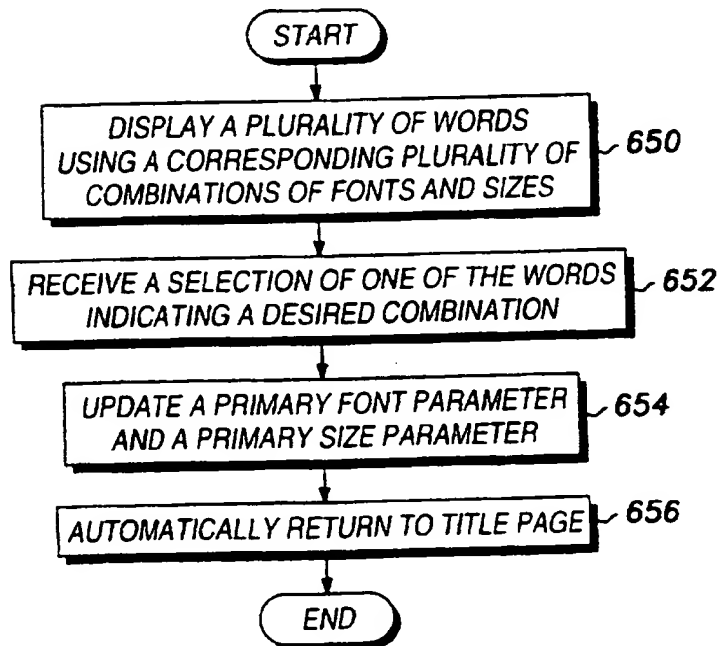 START
DISPLAY A PLURALITY OF WORDS
USING A CORRESPONDING PLURALITY OF
COMBINATIONS OF FONTS AND SIZES
650
RECEIVE A SELECTION OF ONE OF THE WORDS
INDICATING A DESIRED COMBINATION
652
UPDATE A PRIMARY FONT PARAMETER
AND A PRIMARY SIZE PARAMETER
654
AUTOMATICALLY RETURN TO TITLE PAGE
656
END